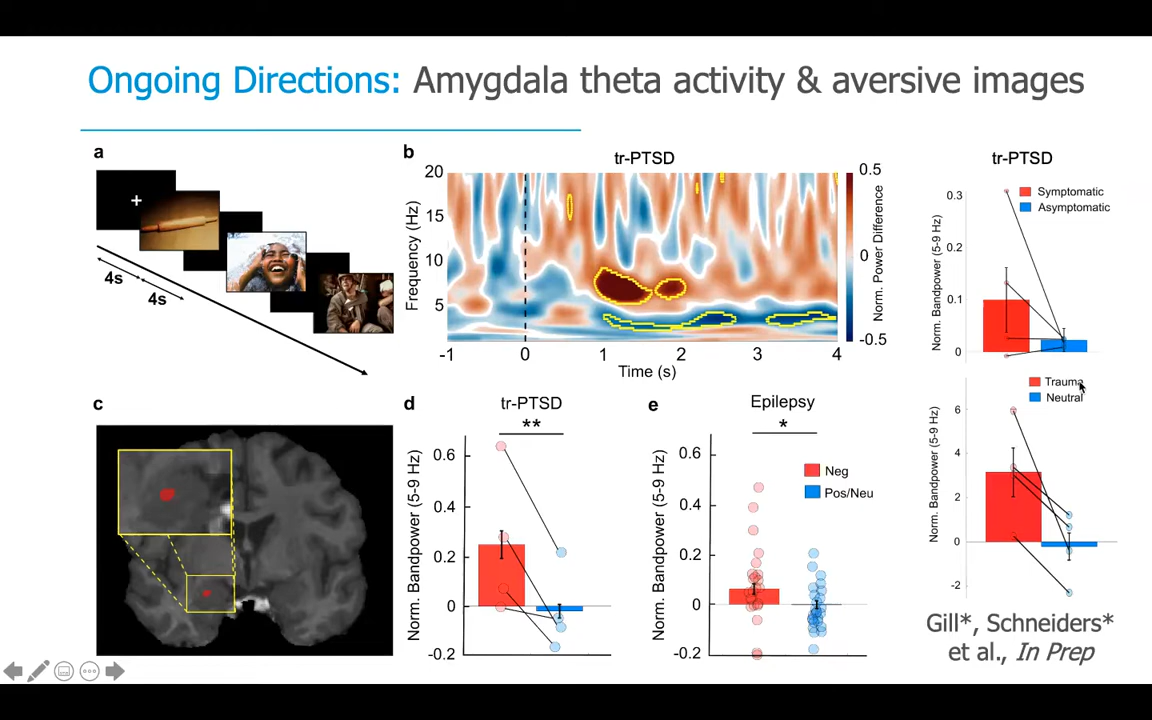 Ongoing Directions: Amygdala theta activity & aversive images
a
4s
4s
b
tr-PTSD
20
15
10
5
Frequency (Hz)
-1
0
1
2
3
4
Time (s)
0.5
0
-0.5
Norm. Power Difference
tr-PTSD
Symptomatic
Asymptomatic
0.3
0.2
0.1
0
Norm. Bandpower (5-9 Hz)
Trauma
Neutral
6
4
2
0
-2
Norm. Bandpower (5-9 Hz)
c
d
tr-PTSD
**
0.6
0.4
0.2
0
-0.2
Norm. Bandpower (5-9 Hz)
e
Epilepsy
*
Neg
Pos/Neu
0.6
0.4
0.2
0
-0.2
Norm. Bandpower (5-9 Hz)
Gill*, Schneiders*
et al., In Prep